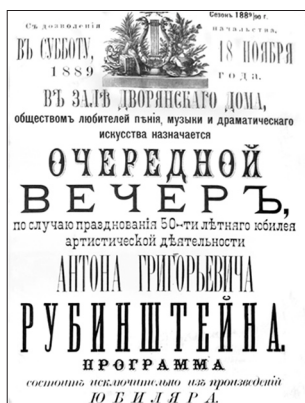 Сезонъ 1889/90 г.
Съ дозволенія начальства,
ВЪ СУББОТУ, 18 НОЯБРЯ
1889 года.
ВЪ ЗАЛѢ ДВОРЯНСКАГО ДОМА,
обществомъ любителей пѣнія, музыки и драматическаго
искусства назначается
ОЧЕРЕДНОЙ
ВЕЧЕРЪ,
по случаю празднованія 50-ти лѣтняго юбилея
артистической дѣятельности
АНТОНА ГРИГОРЬЕВИЧА
РУБИНШТЕЙНА.
ПРОГРАММА
состоитъ исключительно изъ произведеній
ЮБИЛЯРА.